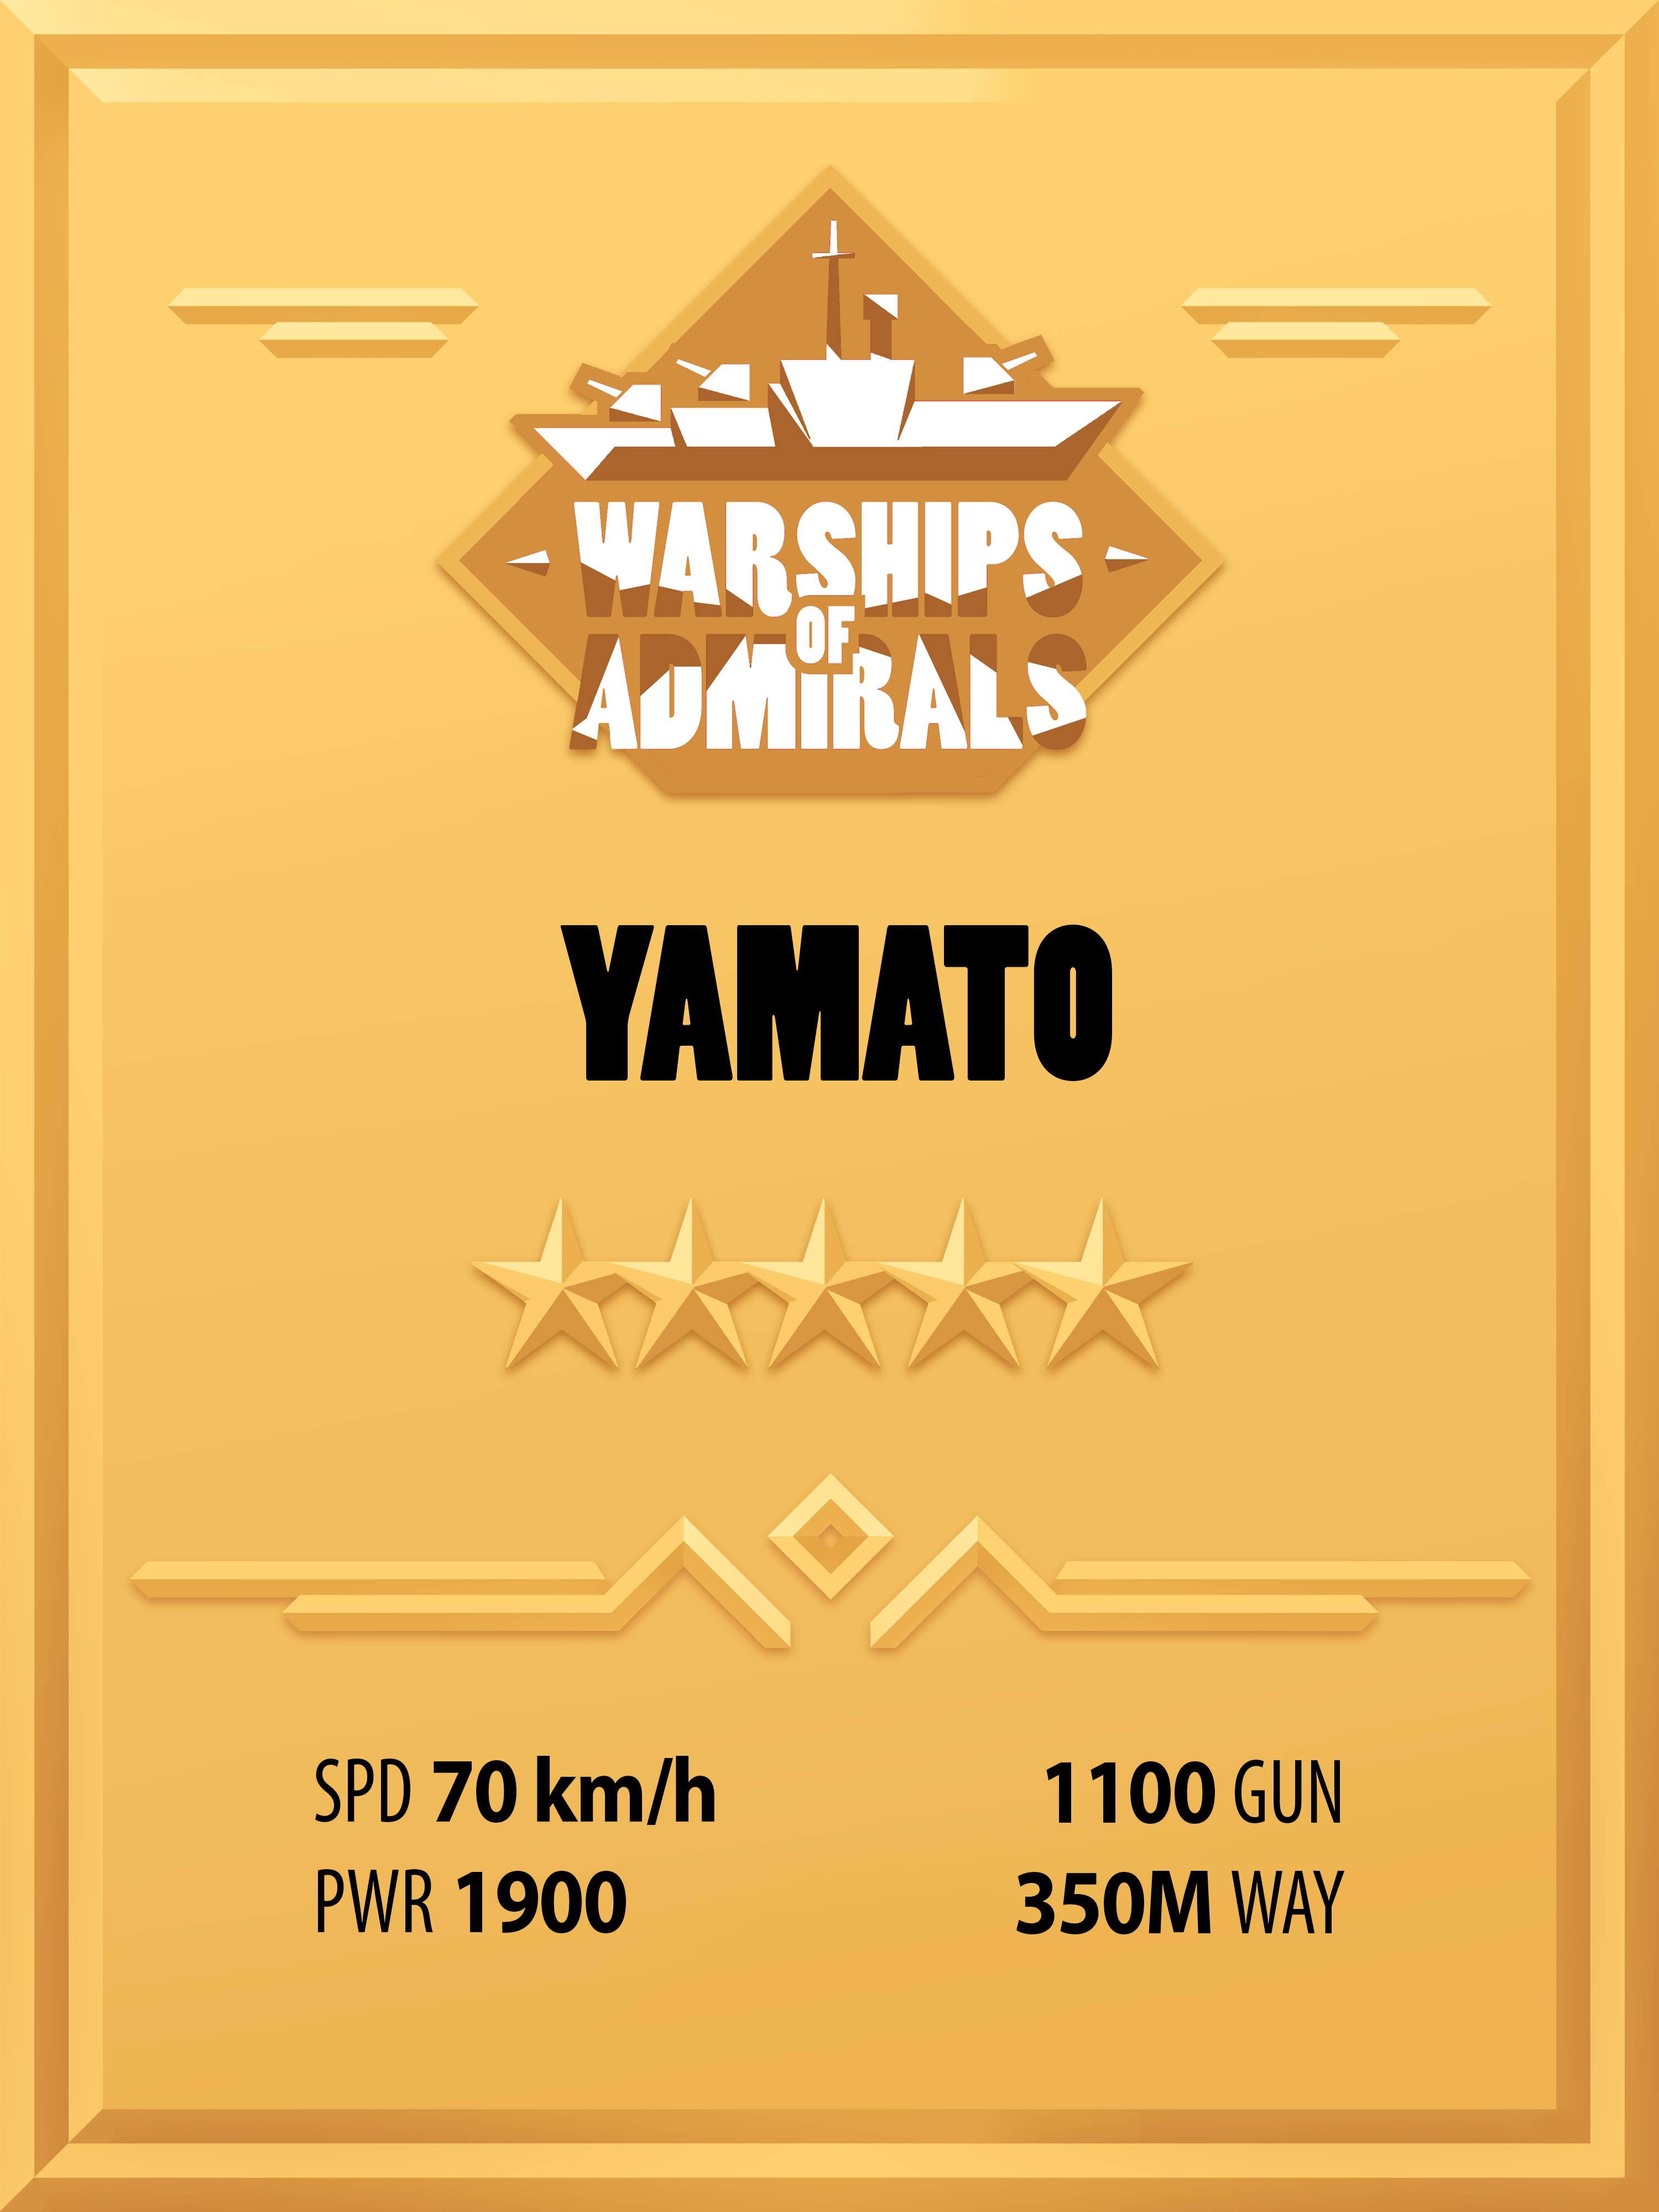 WARSHIPS
OF
ADMIRALS
YAMATO
SPD 70 km/h
1100 GUN
PWR 1900
350M WAY